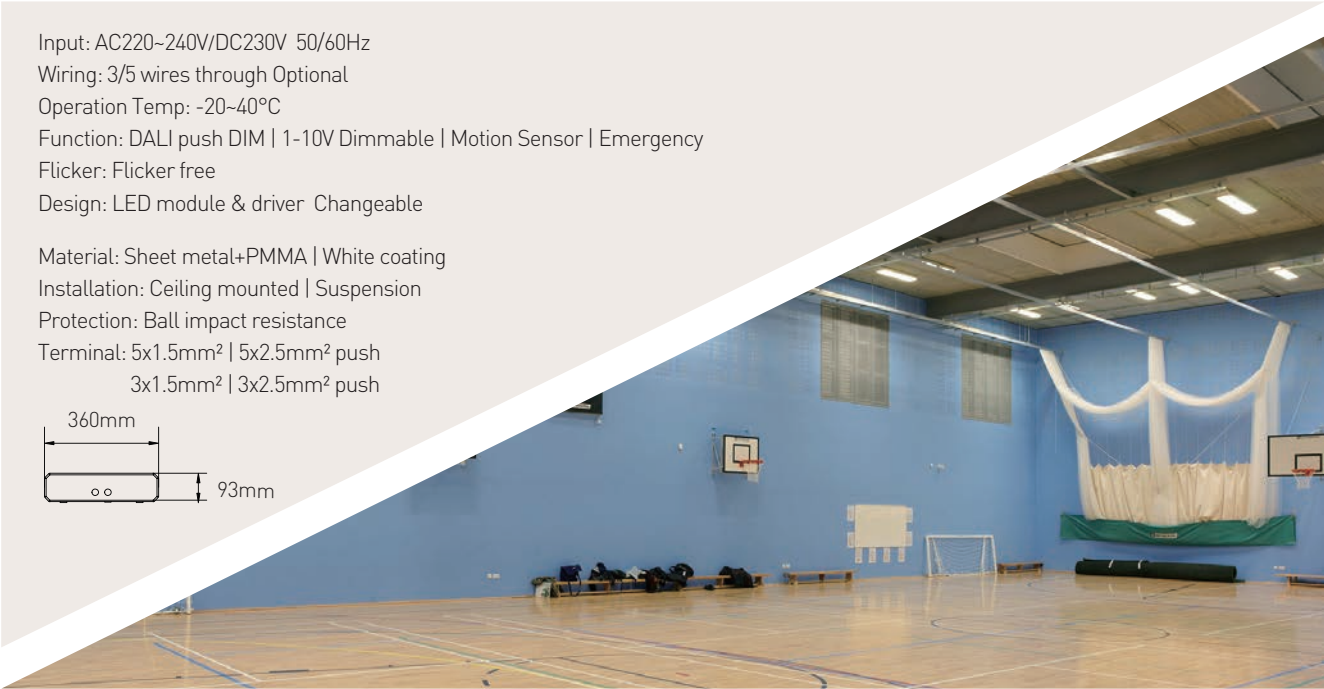 Input: AC220~240V/DC230V 50/60Hz
Wiring: 3/5 wires through Optional
Operation Temp: -20~40°C
Function: DALI push DIM | 1-10V Dimmable | Motion Sensor | Emergency
Flicker: Flicker free
Design: LED module & driver Changeable
Material: Sheet metal+PMMA | White coating
Installation: Ceiling mounted | Suspension
Protection: Ball impact resistance
Terminal: 5x1.5mm² | 5x2.5mm² push
3x1.5mm² | 3x2.5mm² push
360mm
93mm